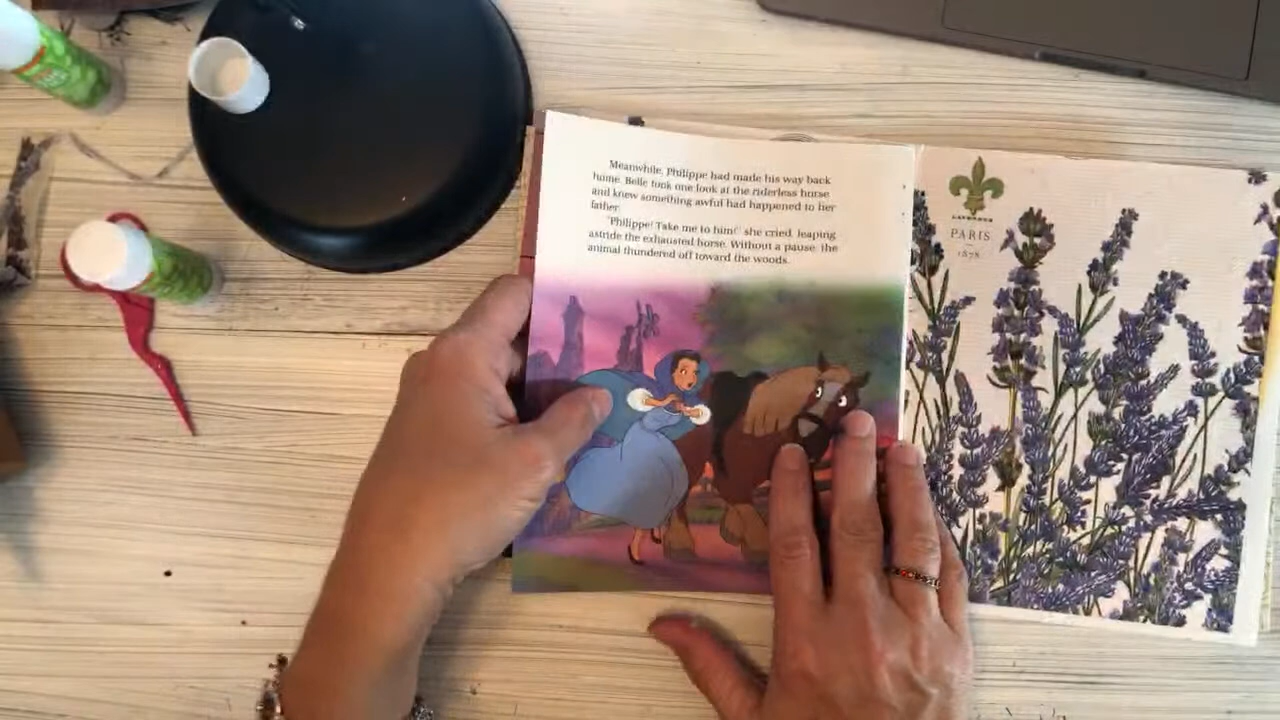 Meanwhile, Philippe had made his way back
home. Belle took one look at the riderless horse
and knew something awful had happened to her
father.
"Philippe! Take me to him!" she cried, leaping
astride the exhausted horse. Without a pause, the
animal thundered off toward the woods.
LAVENDER
PARIS
1878